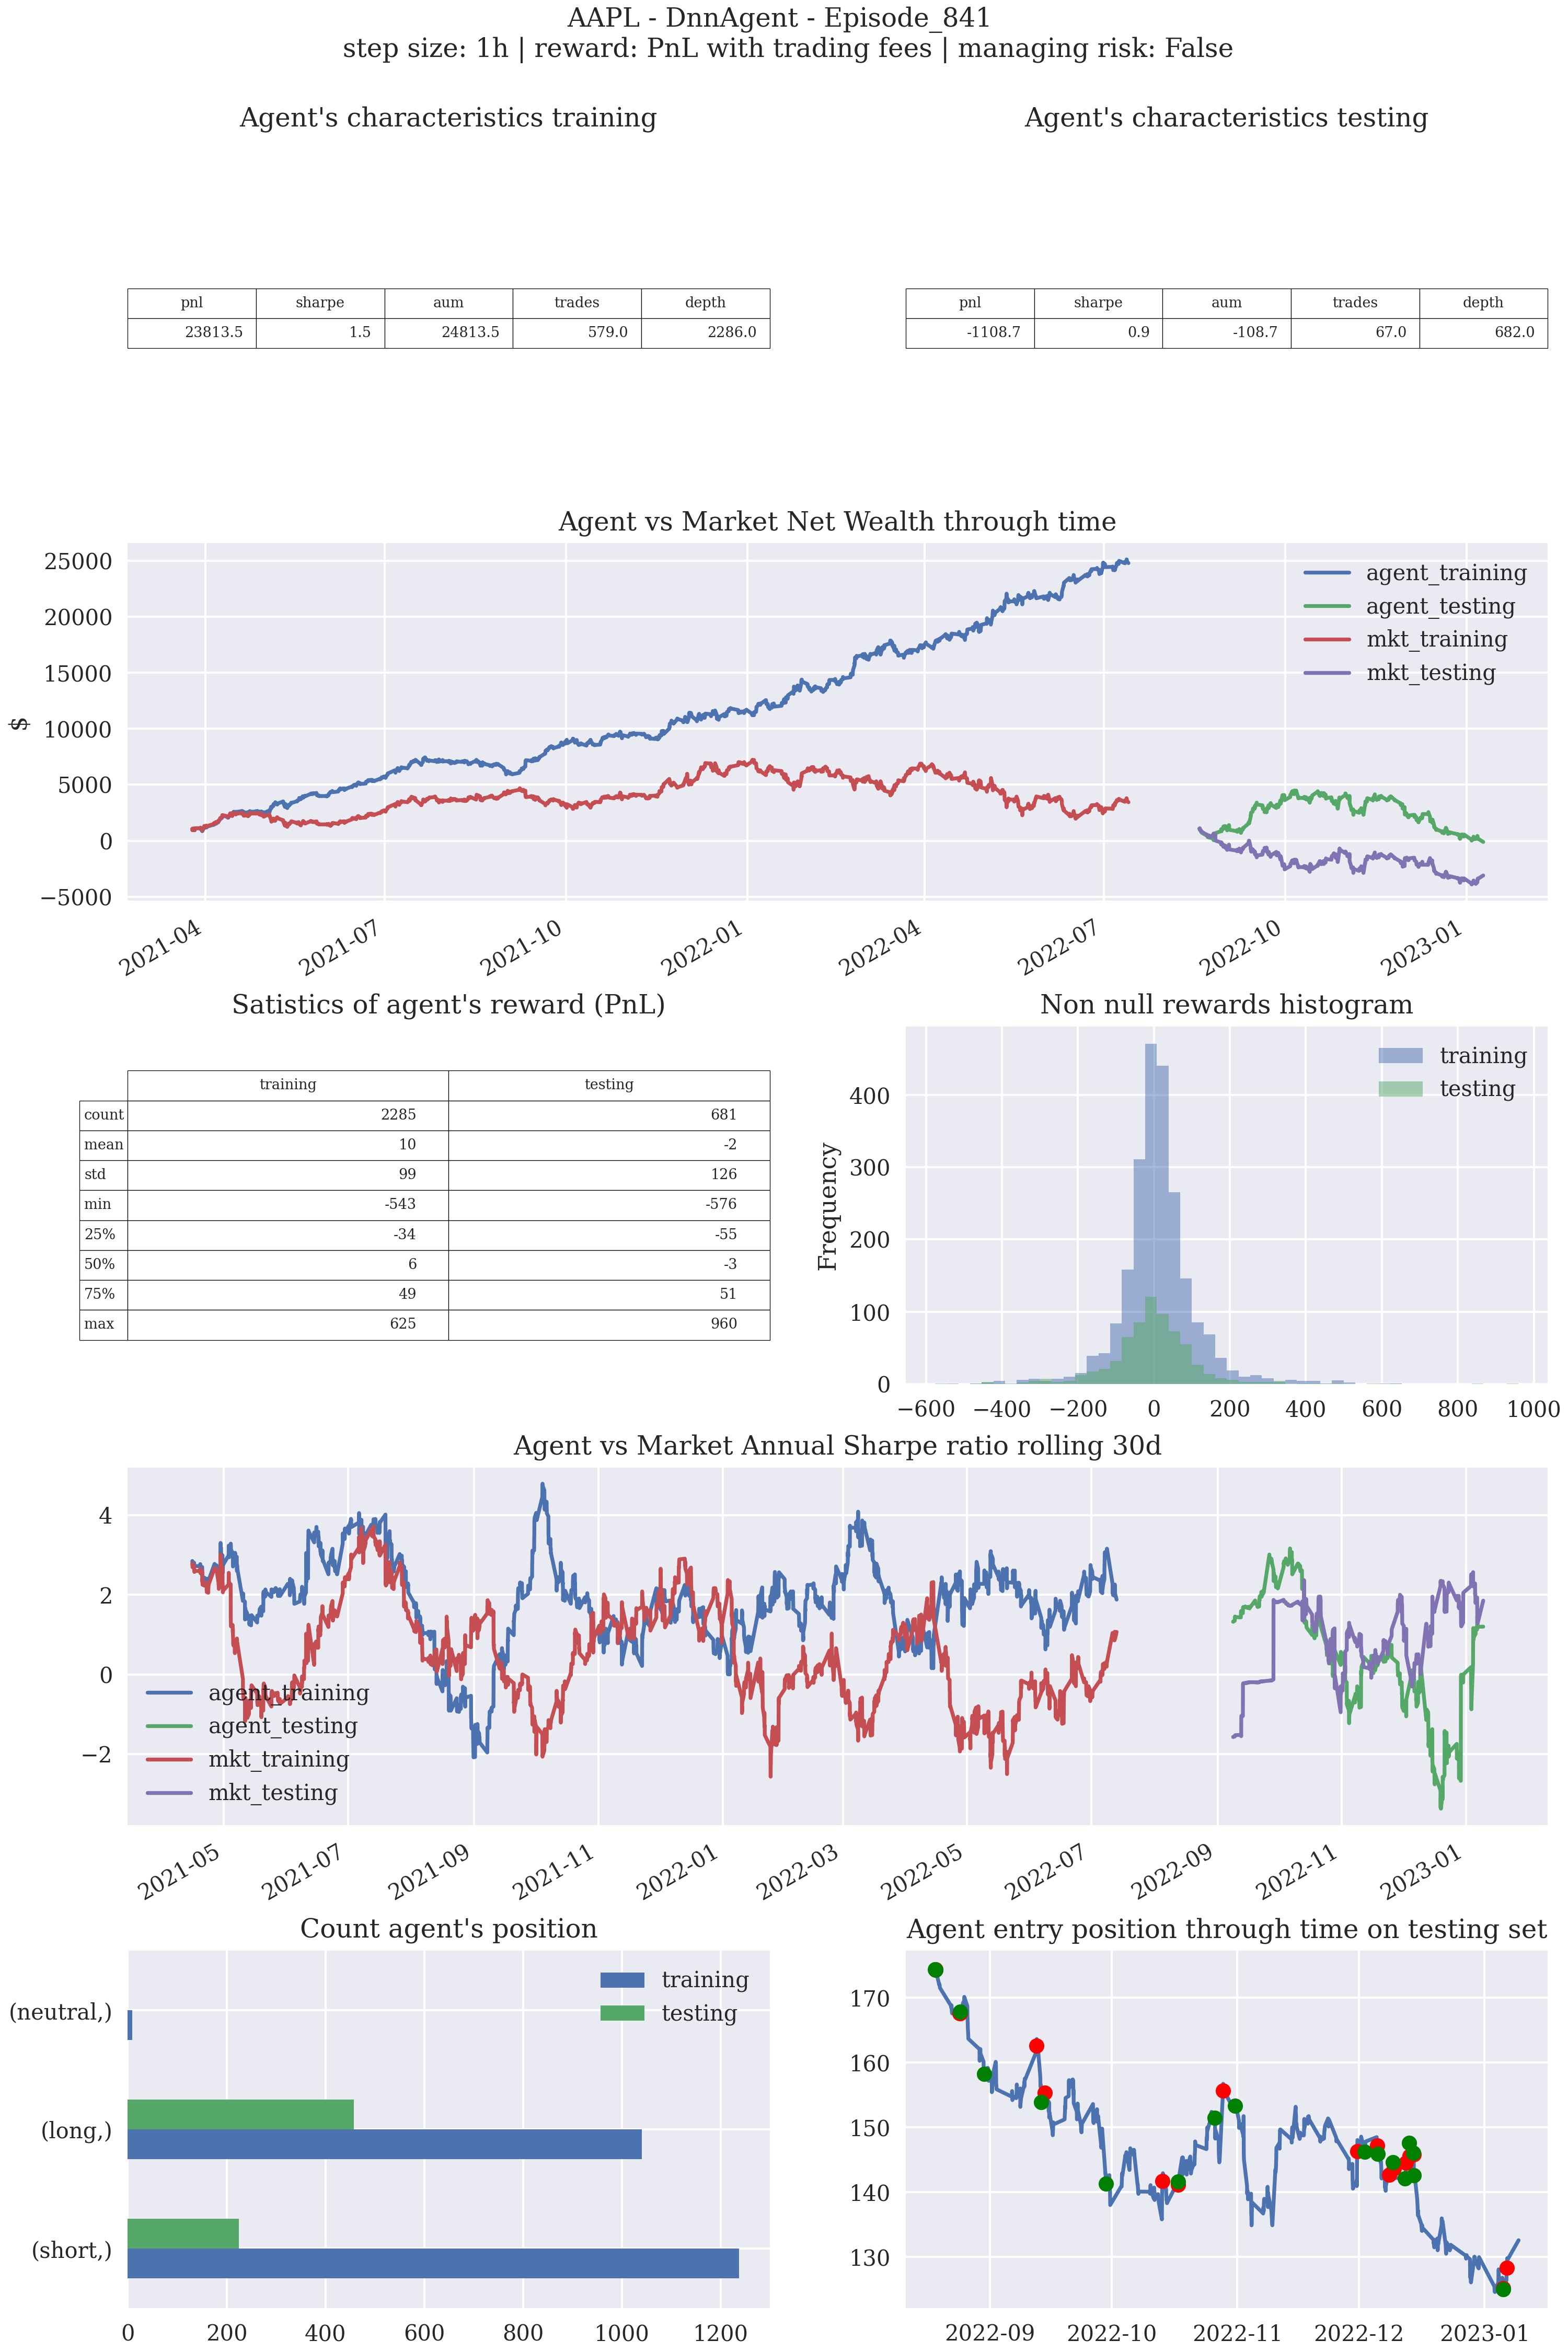 AAPL - DnnAgent - Episode_841
step size: 1h | reward: PnL with trading fees | managing risk: False
Agent's characteristics training
pnl sharpe aum trades depth
23813.5 1.5 24813.5 579.0 2286.0
Agent's characteristics testing
pnl sharpe aum trades depth
-1108.7 0.9 -108.7 67.0 682.0
Agent vs Market Net Wealth through time
$
25000
20000
15000
10000
5000
0
−5000
agent_training
agent_testing
mkt_training
mkt_testing
2021-04 2021-07 2021-10 2022-01 2022-04 2022-07 2022-10 2023-01
Satistics of agent's reward (PnL)
training testing
count 2285 681
mean 10 -2
std 99 126
min -543 -576
25% -34 -55
50% 6 -3
75% 49 51
max 625 960
Non null rewards histogram
Frequency
400
300
200
100
0
training
testing
−600 −400 −200 0 200 400 600 800 1000
Agent vs Market Annual Sharpe ratio rolling 30d
4
2
0
−2
agent_training
agent_testing
mkt_training
mkt_testing
2021-05 2021-07 2021-09 2021-11 2022-01 2022-03 2022-05 2022-07 2022-09 2022-11 2023-01
Count agent's position
training
testing
(neutral,)
(long,)
(short,)
0 200 400 600 800 1000 1200
Agent entry position through time on testing set
170
160
150
140
130
2022-09 2022-10 2022-11 2022-12 2023-01